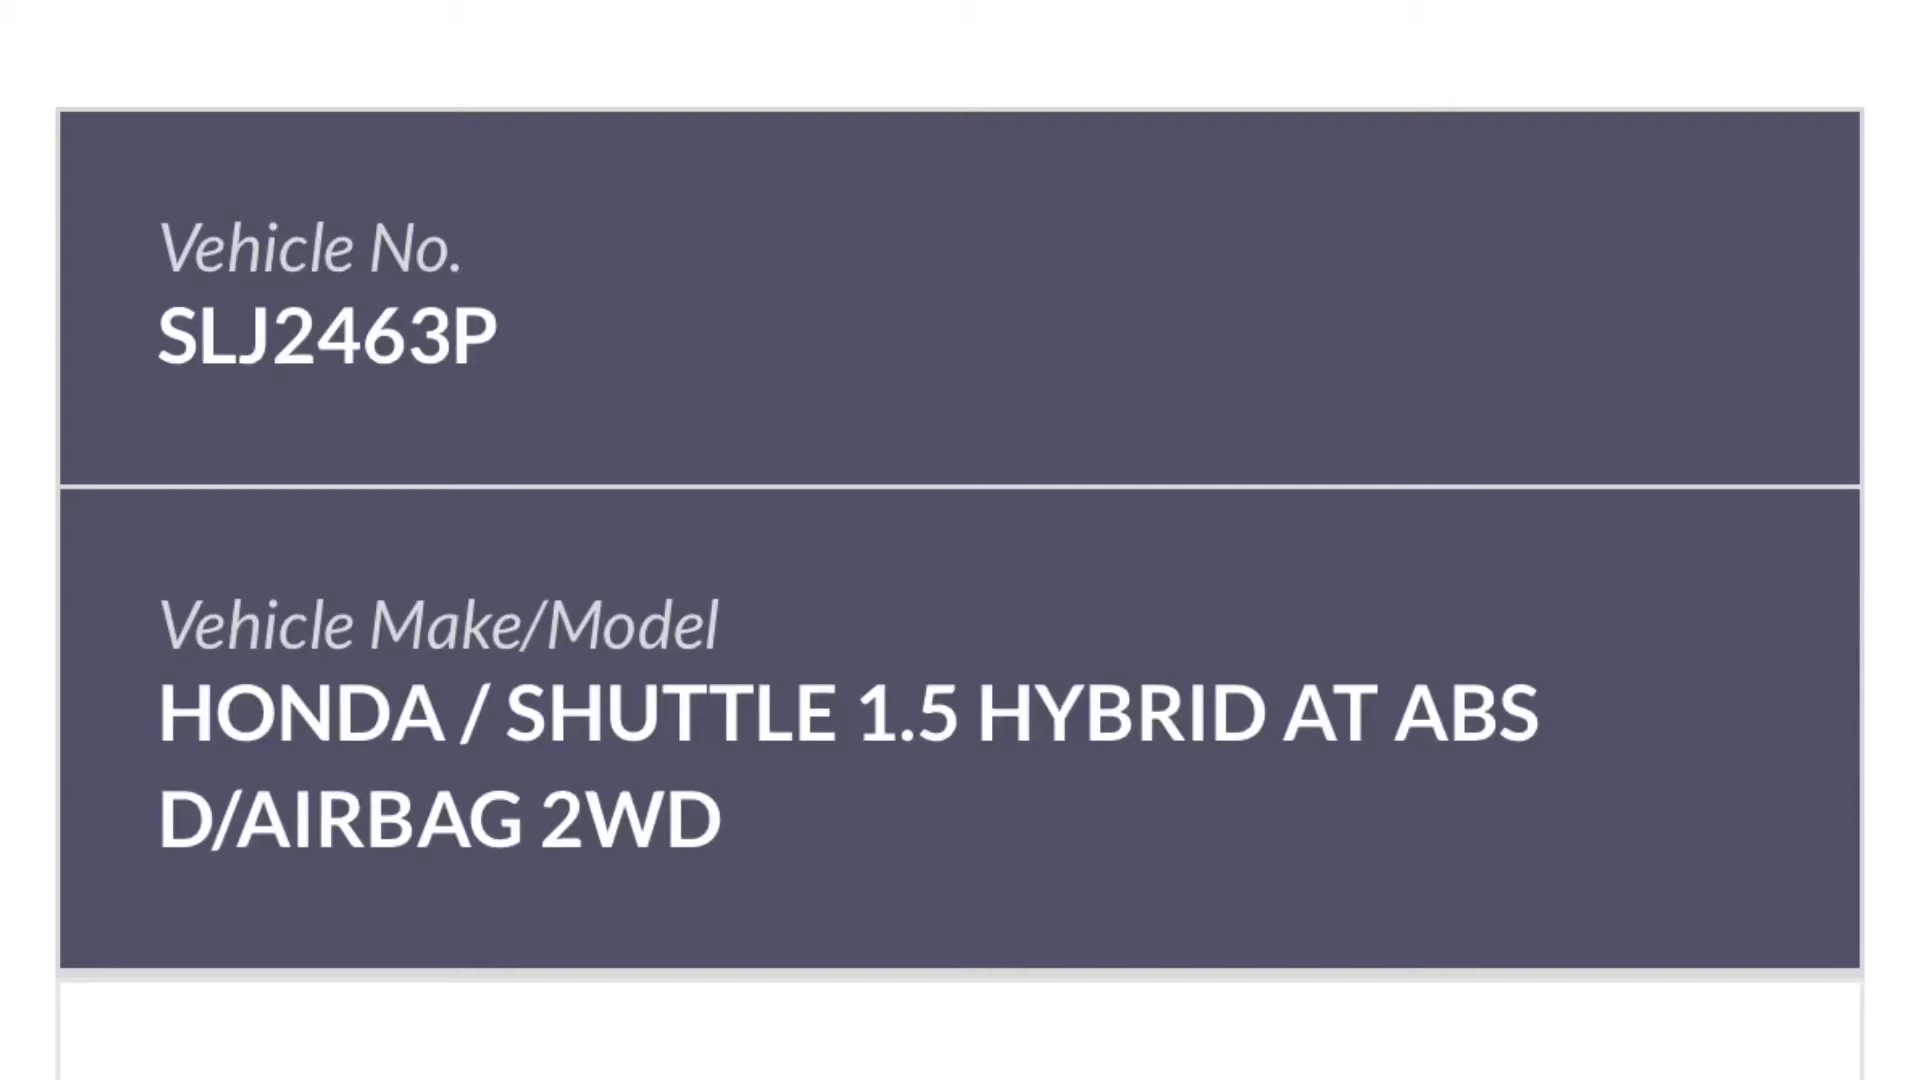 Vehicle No.
SLJ2463P
Vehicle Make/Model
HONDA / SHUTTLE 1.5 HYBRID AT ABS
D/AIRBAG 2WD